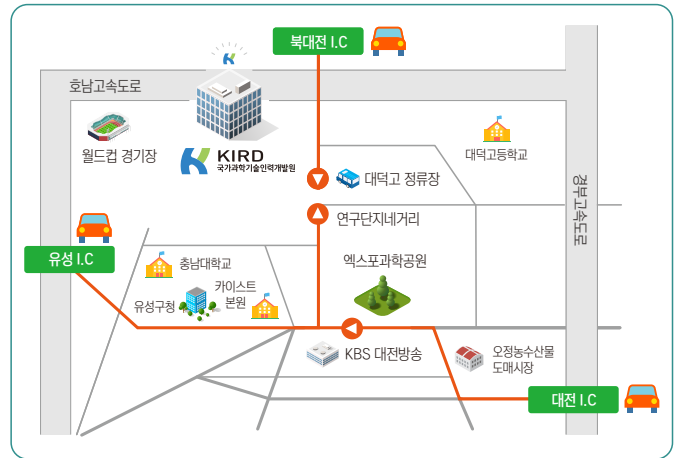 북대전 I.C
호남고속도로
월드컵 경기장
KIRD
국가과학기술인력개발원
대덕고등학교
대덕고 정류장
경부고속도로
연구단지네거리
유성 I.C
충남대학교
엑스포과학공원
카이스트
본원
유성구청
KBS 대전방송
오정농수산물
도매시장
대전 I.C